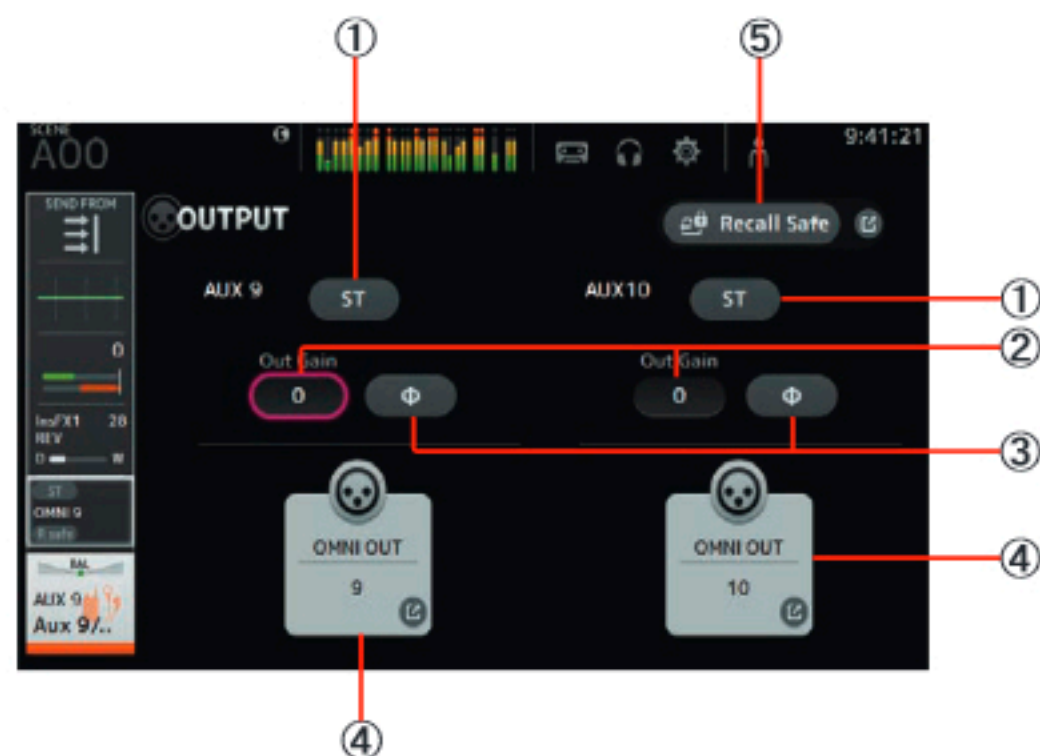 ① ⑤
SCENE
A00
9:41:21
SEND FROM
OUTPUT
Recall Safe
AUX 9 ST
AUX10 ST ①
0
Out Gain Out Gain ②
0 Φ 0 Φ
InsFX1 28
REV
D W
③
ST
OMNI 9
R safe
OMNI OUT
9
OMNI OUT
10
④
BAL
AUX 9
Aux 9/..
④